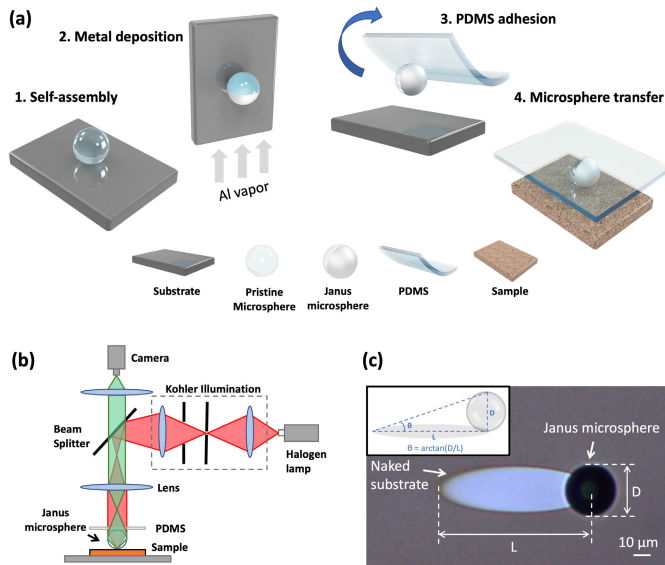 (a)
1. Self-assembly
2. Metal deposition
Al vapor
3. PDMS adhesion
4. Microsphere transfer
Substrate
Pristine
Microsphere
Janus
microsphere
PDMS
Sample
(b)
Camera
Kohler Illumination
Beam
Splitter
Halogen
lamp
Lens
Janus
microsphere
PDMS
Sample
(c)
θ
D
L
θ = arctan(D/L)
Janus microsphere
Naked
substrate
D
L
10 μm